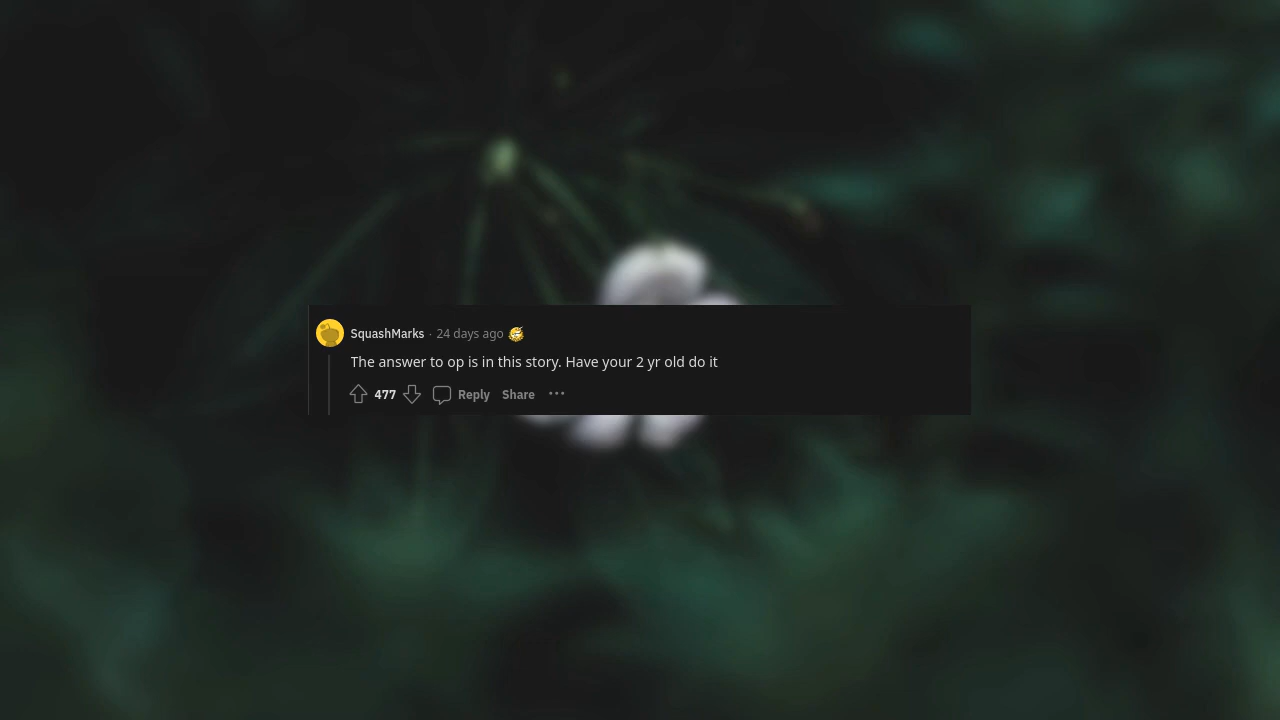 SquashMarks · 24 days ago
The answer to op is in this story. Have your 2 yr old do it
477 Reply Share ···